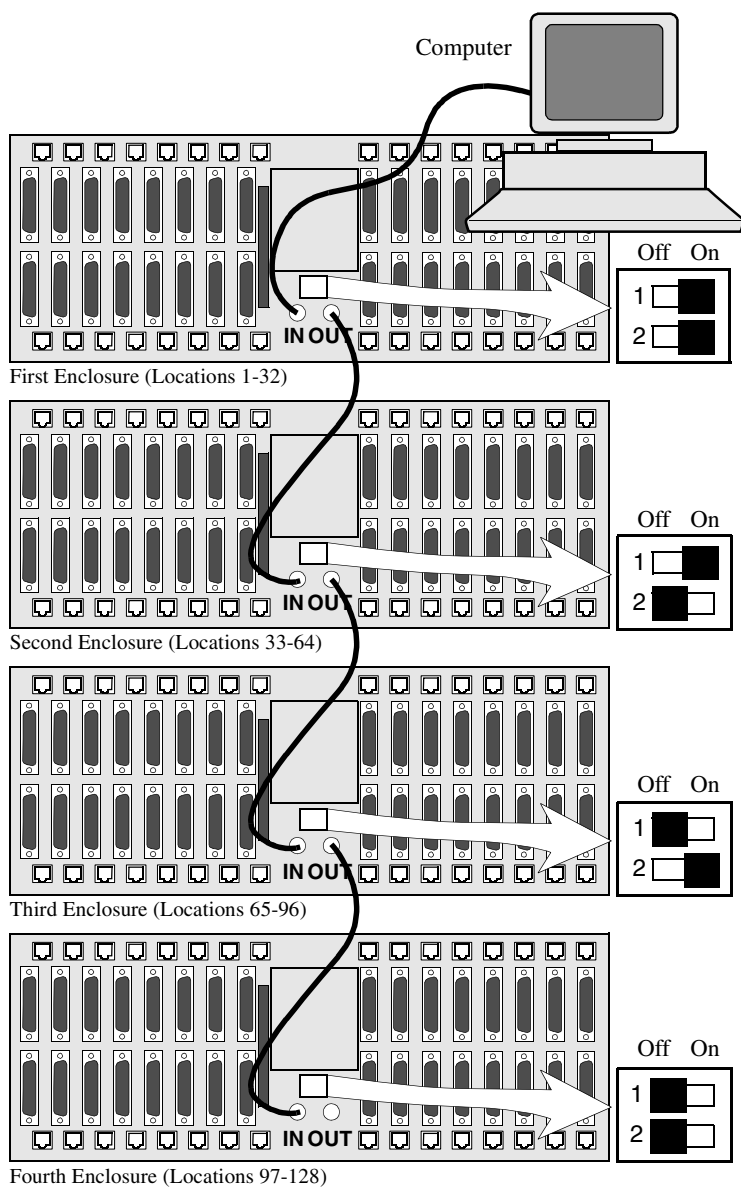 Computer
Off On
1
2
IN OUT
First Enclosure (Locations 1-32)
Off On
1
2
IN OUT
Second Enclosure (Locations 33-64)
Off On
1
2
IN OUT
Third Enclosure (Locations 65-96)
Off On
1
2
IN OUT
Fourth Enclosure (Locations 97-128)